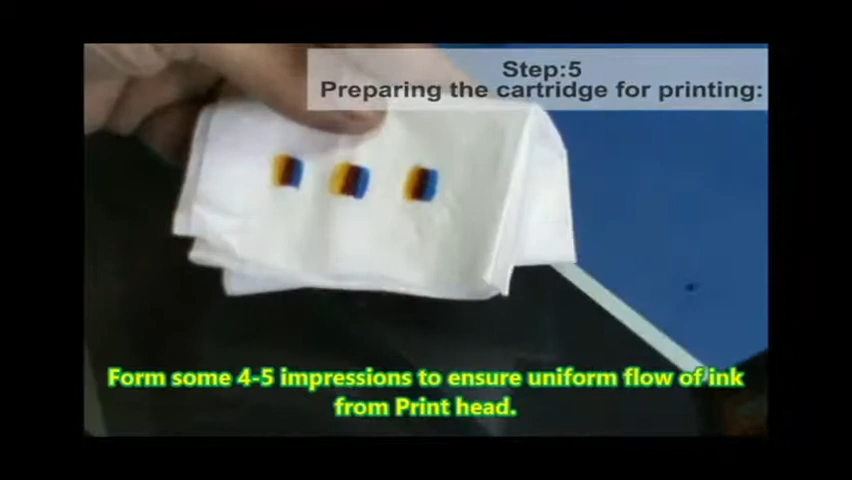 Step:5
Preparing the cartridge for printing:
Form some 4-5 impressions to ensure uniform flow of ink
from Print head.